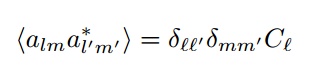 ⟨a_{lm} a^*_{l'm'}⟩ = δ_{ℓℓ'} δ_{mm'} C_ℓ